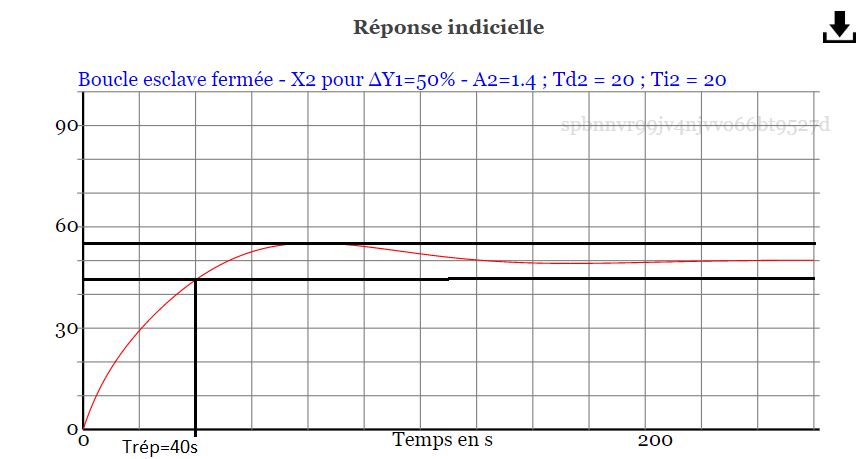 Réponse indicielle
Boucle esclave fermée - X2 pour ΔY1=50% - A2=1.4 ; Td2 = 20 ; Ti2 = 20
90
spbnnvr99jv4njvvo66bt9527d
60
30
0
0
Trép=40s
Temps en s
200